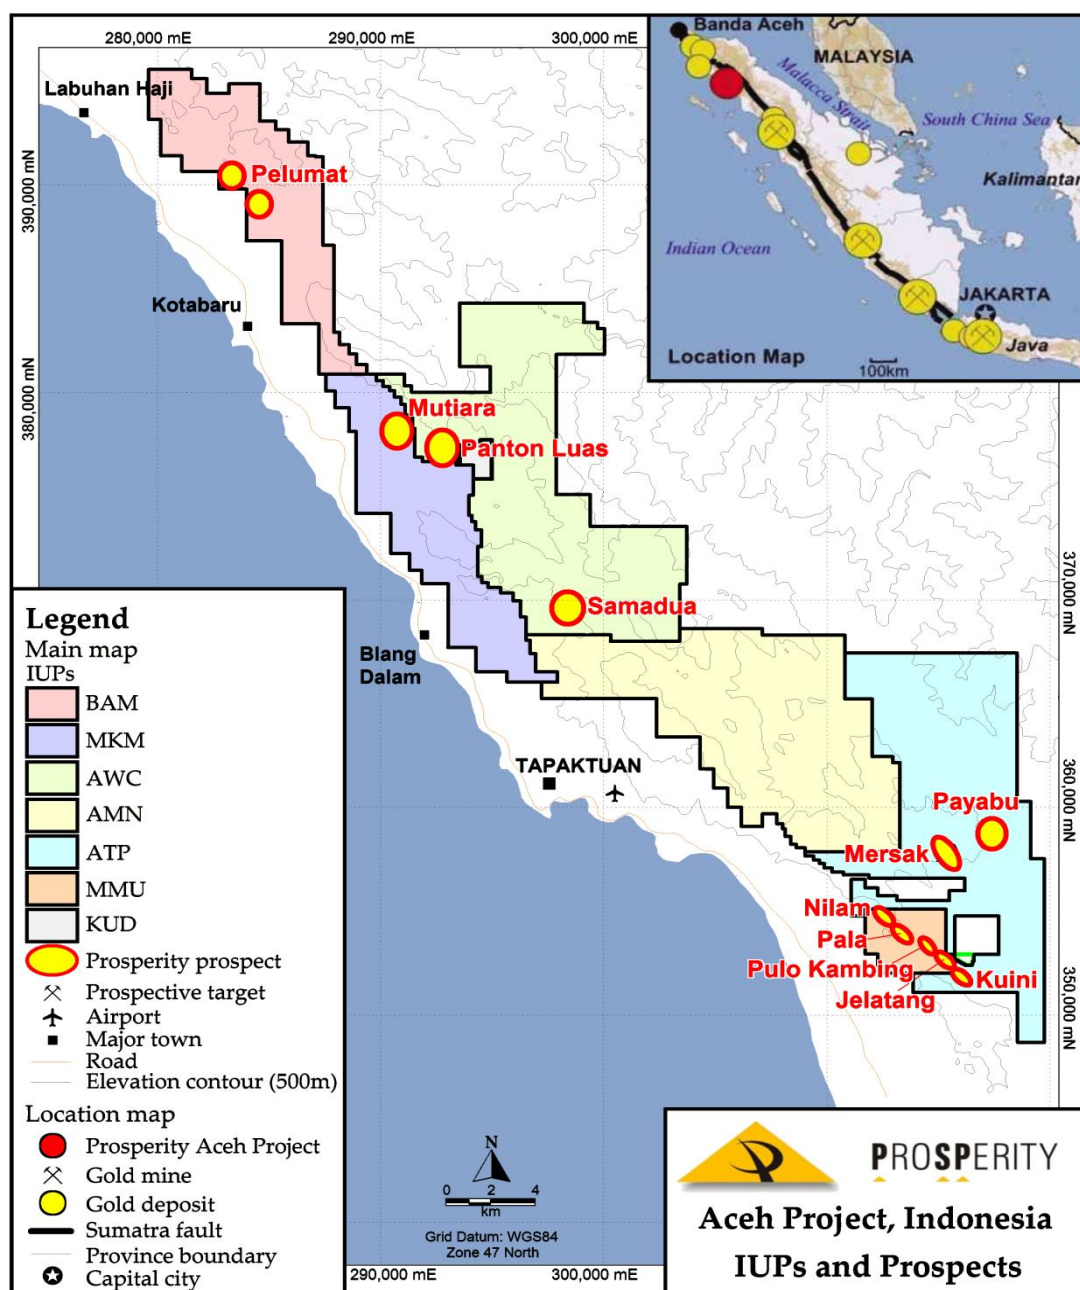 280,000 mE
290,000 mE
300,000 mE
Labuhan Haji
390,000 mN
Pelumat
Kotabaru
380,000 mN
Mutiara
Panton Luas
370,000 mN
Samadua
Blang
Dalam
TAPAKTUAN
360,000 mN
Payabu
Mersak
Nilam
Pala
Pulo Kambing
Jelatang
Kuini
350,000 mN
Banda Aceh
MALAYSIA
Malacca Strait
South China Sea
Kalimantan
Indian Ocean
JAKARTA
Java
Location Map
100km
Legend
Main map
IUPs
BAM
MKM
AWC
AMN
ATP
MMU
KUD
Prosperity prospect
Prospective target
Airport
Major town
Road
Elevation contour (500m)
Location map
Prosperity Aceh Project
Gold mine
Gold deposit
Sumatra fault
Province boundary
Capital city
N
0 2 4
km
Grid Datum: WGS84
Zone 47 North
290,000 mE
300,000 mE
PROSPERITY
Aceh Project, Indonesia
IUPs and Prospects